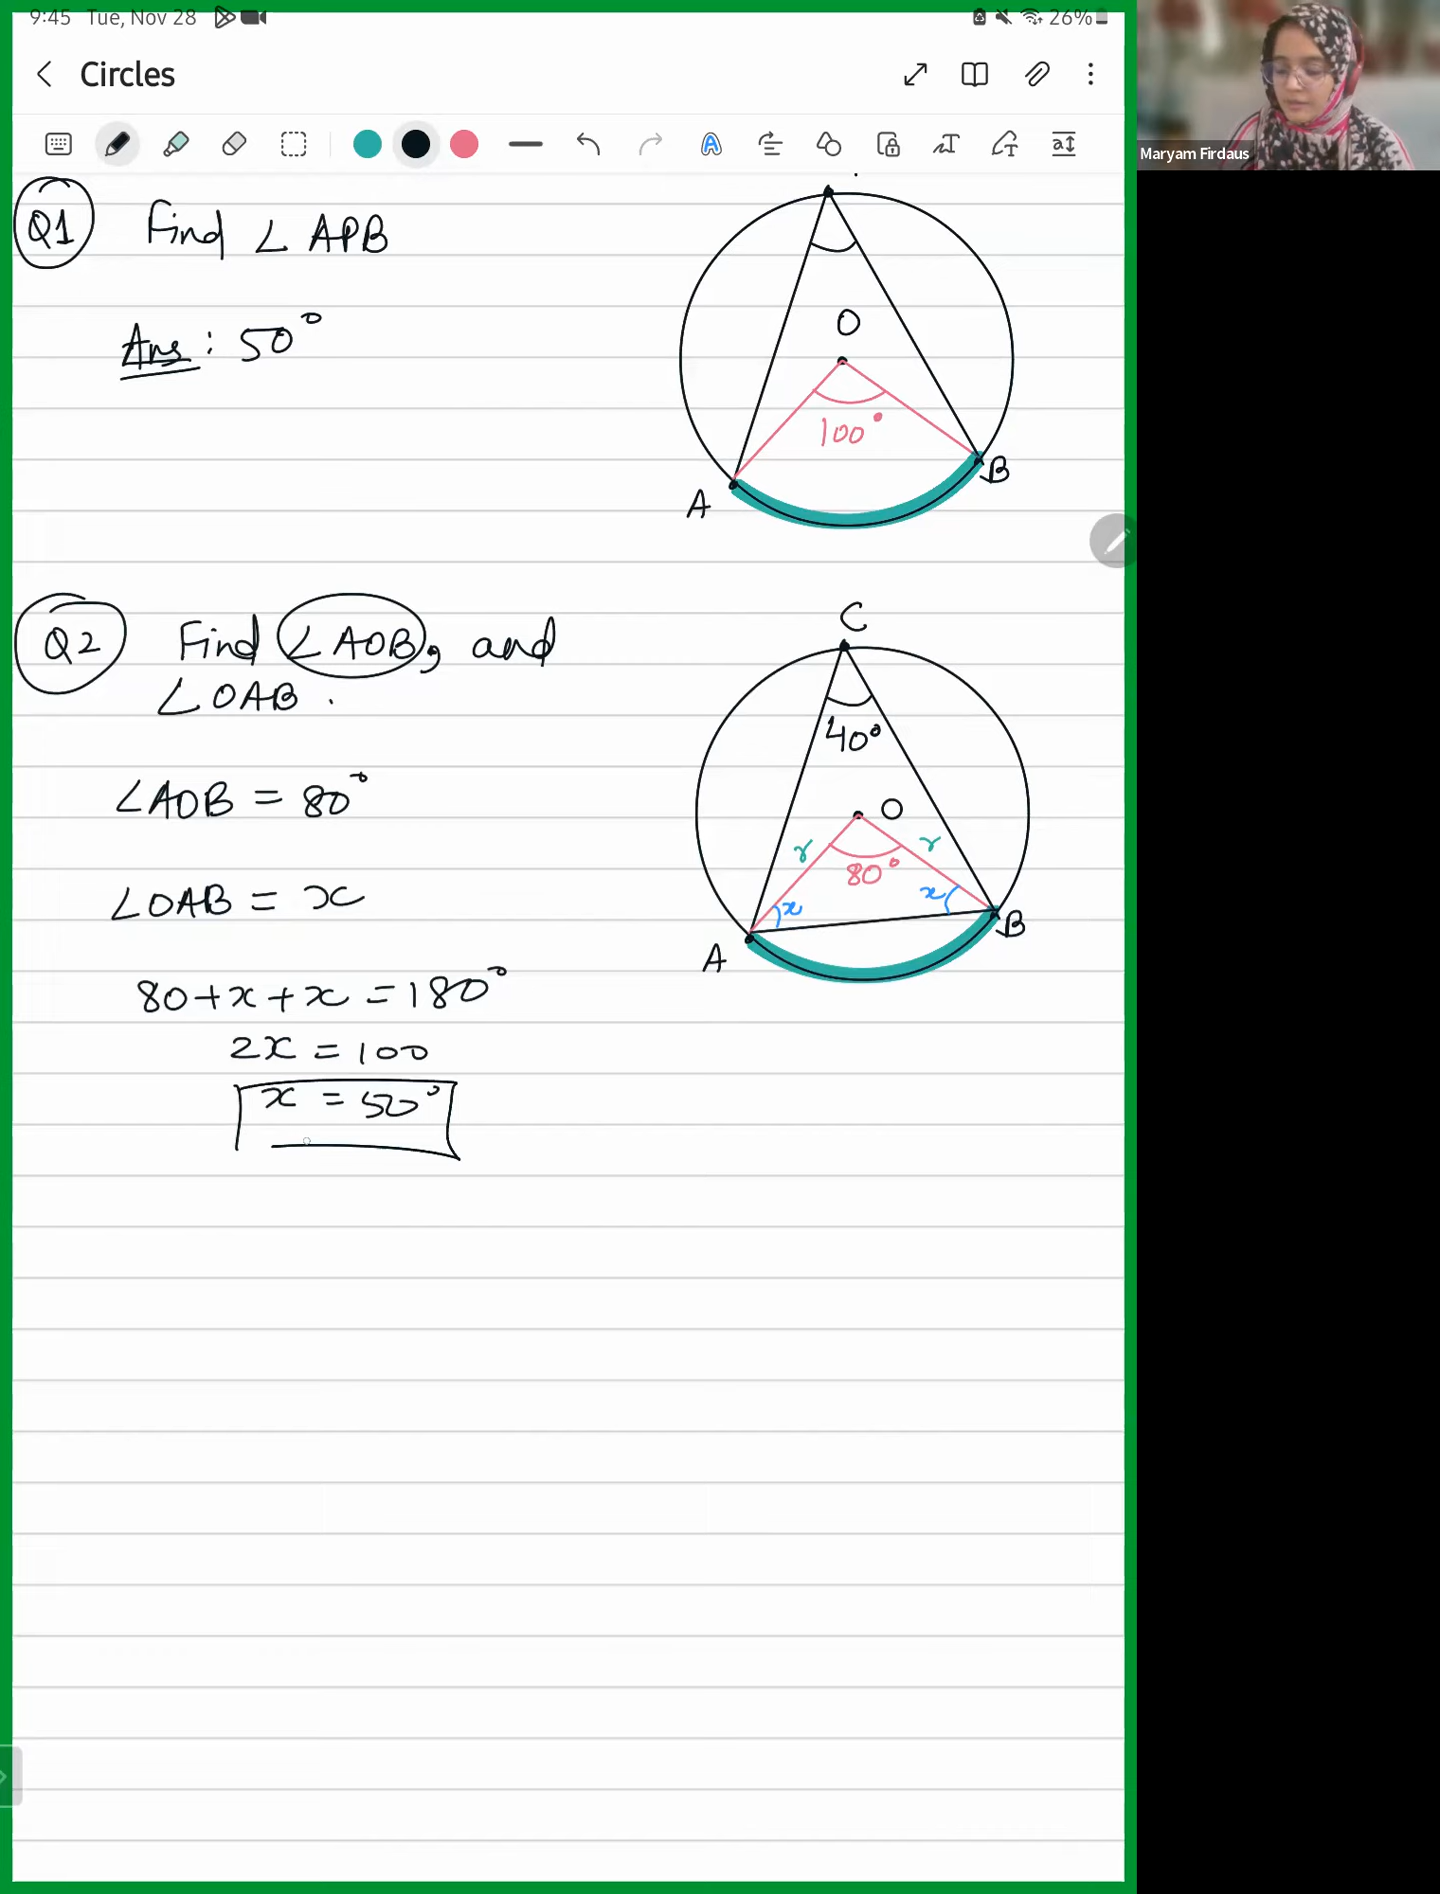 9:45 Tue, Nov 28
26%
Circles
Maryam Firdaus
Q1 Find ∠APB
Ans: 50°
O
100°
A
B
Q2 Find ∠AOB, and
∠OAB.
∠AOB = 80°
∠OAB = x
80+x+x = 180°
2x = 100
x = 50°
C
40°
O
r
r
80°
x
x
A
B